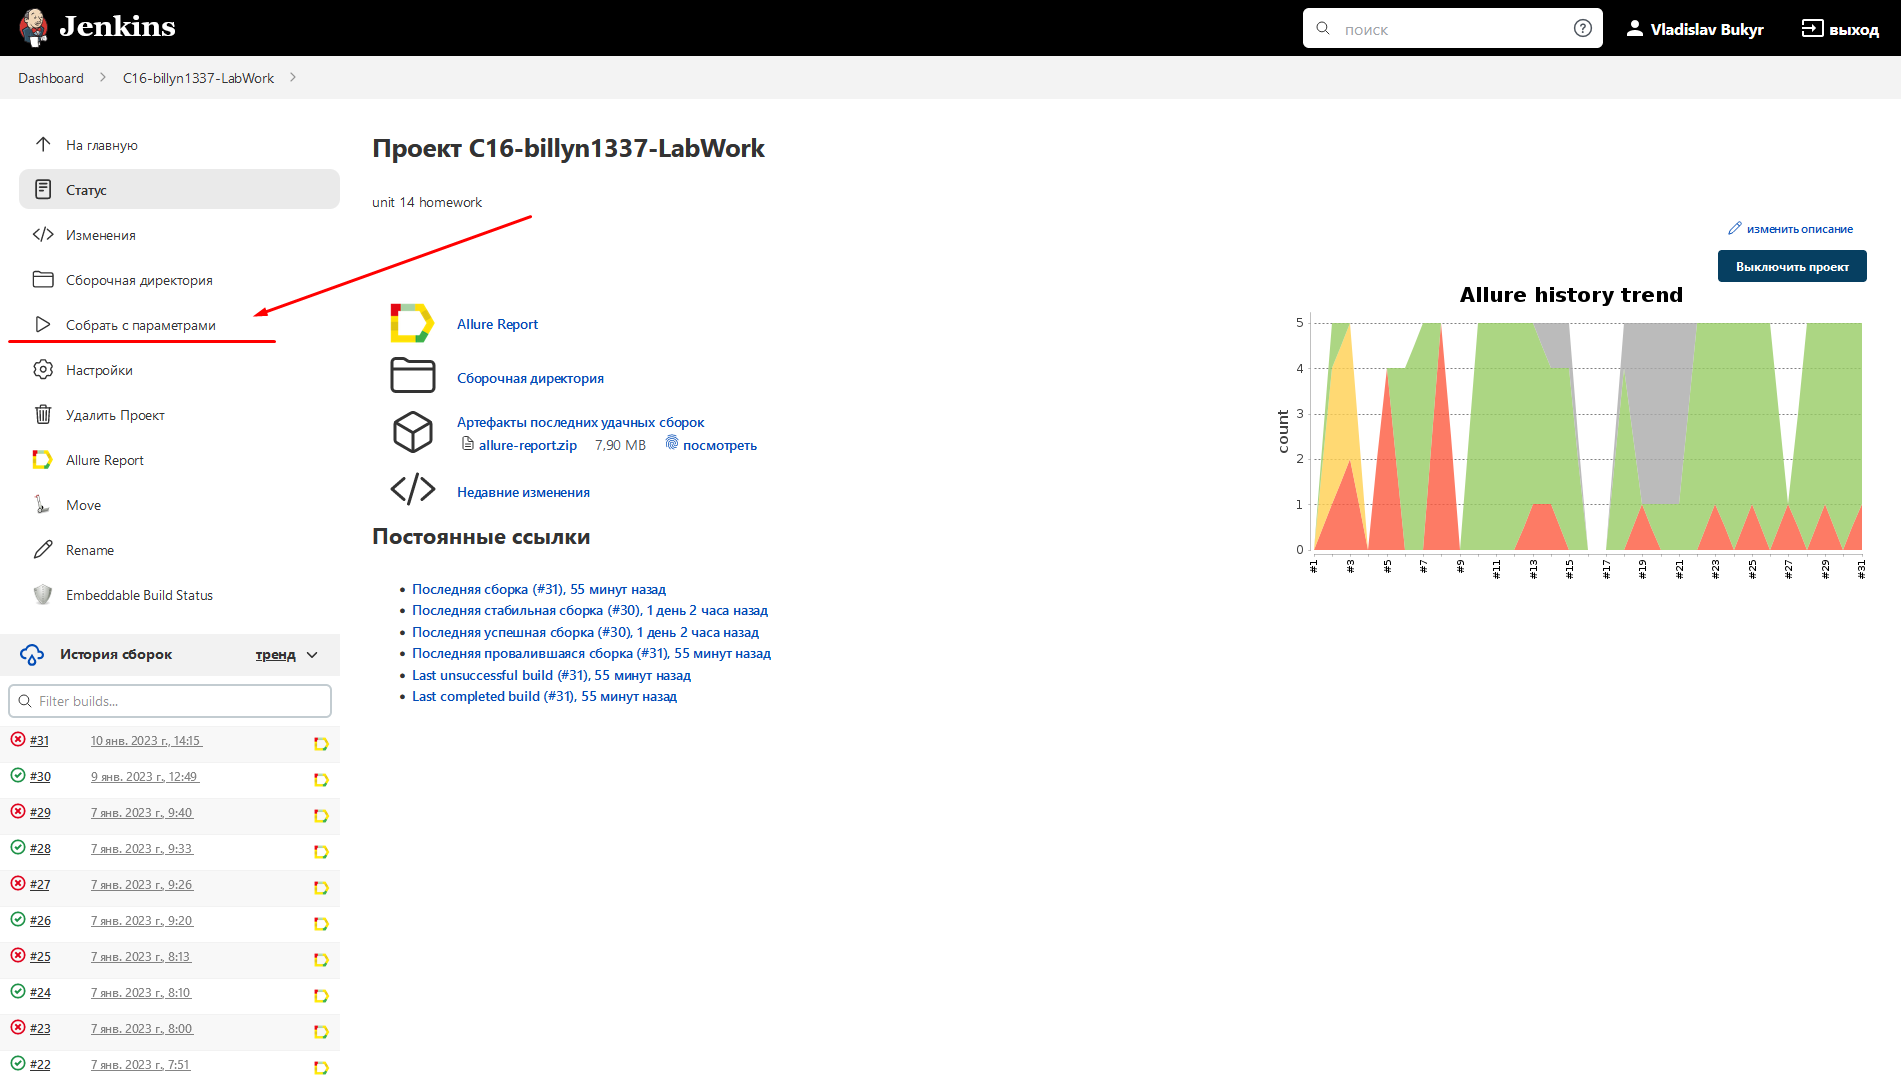 Jenkins
поиск
Vladislav Bukyr
выход
Dashboard
C16-billyn1337-LabWork
На главную
Статус
Изменения
Сборочная директория
Собрать с параметрами
Настройки
Удалить Проект
Allure Report
Move
Rename
Embeddable Build Status
История сборок
тренд
Filter builds...
#31 10 янв. 2023 г., 14:15
#30 9 янв. 2023 г., 12:49
#29 7 янв. 2023 г., 9:40
#28 7 янв. 2023 г., 9:33
#27 7 янв. 2023 г., 9:26
#26 7 янв. 2023 г., 9:20
#25 7 янв. 2023 г., 8:13
#24 7 янв. 2023 г., 8:10
#23 7 янв. 2023 г., 8:00
#22 7 янв. 2023 г., 7:51
Проект C16-billyn1337-LabWork
unit 14 homework
изменить описание
Выключить проект
Allure Report
Сборочная директория
Артефакты последних удачных сборок
allure-report.zip 7,90 MB посмотреть
Недавние изменения
Постоянные ссылки
Последняя сборка (#31), 55 минут назад
Последняя стабильная сборка (#30), 1 день 2 часа назад
Последняя успешная сборка (#30), 1 день 2 часа назад
Последняя провалившаяся сборка (#31), 55 минут назад
Last unsuccessful build (#31), 55 минут назад
Last completed build (#31), 55 минут назад
Allure history trend
count
5
4
3
2
1
0
#1 #3 #5 #7 #9 #11 #13 #15 #17 #19 #21 #23 #25 #27 #29 #31